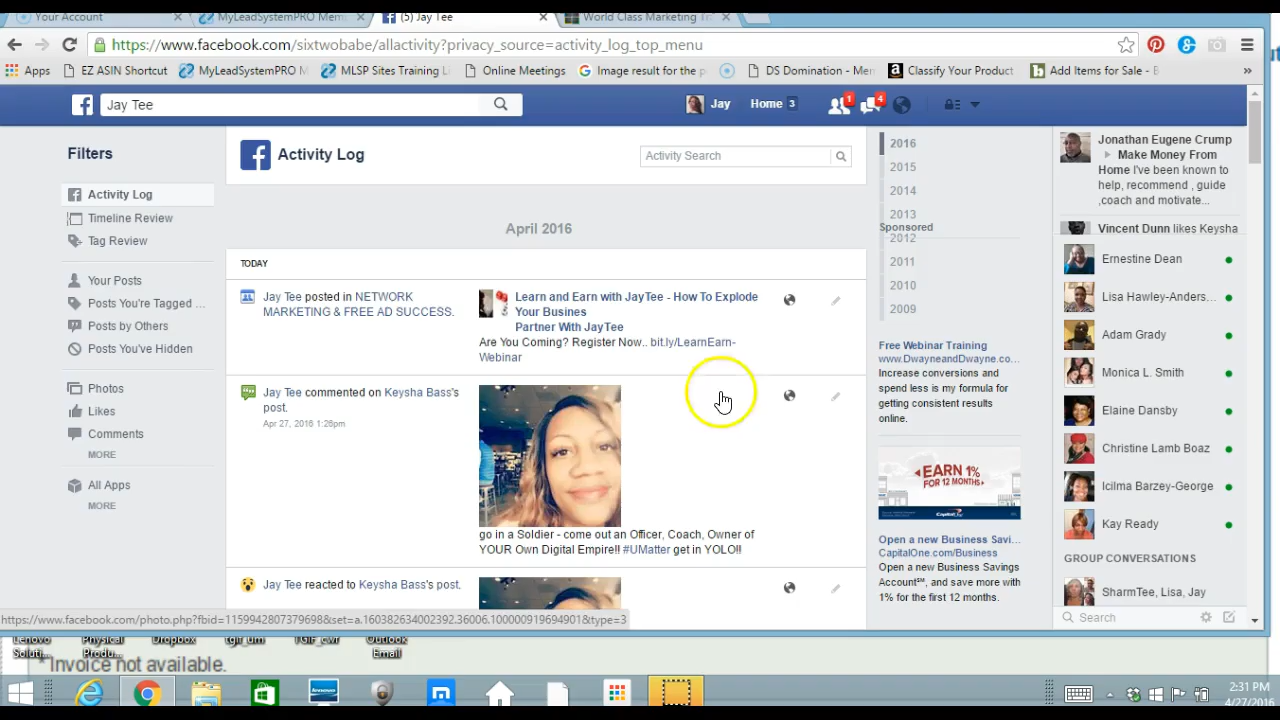 Your Account
MyLeadSystemPRO Mem
(5) Jay Tee
World Class Marketing Tr
https://www.facebook.com/sixtwobabe/allactivity?privacy_source=activity_log_top_menu
Apps
EZ ASIN Shortcut
MyLeadSystemPRO M
MLSP Sites Training Li
Online Meetings
Image result for the p
DS Domination - Mem
Classify Your Product
Add Items for Sale - B
»
Jay Tee
Jay
Home 3
1
4
Filters
Activity Log
Timeline Review
Tag Review
Your Posts
Posts You're Tagged ...
Posts by Others
Posts You've Hidden
Photos
Likes
Comments
MORE
All Apps
MORE
Activity Log
Activity Search
April 2016
TODAY
Jay Tee posted in NETWORK
MARKETING & FREE AD SUCCESS.
Learn and Earn with JayTee - How To Explode
Your Busines
Partner With JayTee
Are You Coming? Register Now.. bit.ly/LearnEarn-
Webinar
Jay Tee commented on Keysha Bass's
post.
Apr 27, 2016 1:26pm
go in a Soldier - come out an Officer, Coach, Owner of
YOUR Own Digital Empire!! #UMatter get in YOLO!!
Jay Tee reacted to Keysha Bass's post.
2016
2015
2014
2013
Sponsored
2012
2011
2010
2009
Free Webinar Training
www.DwayneandDwayne.co...
Increase conversions and
spend less is my formula for
getting consistent results
online.
EARN 1%
FOR 12 MONTHS
Capital One
Open a new Business Savi...
CapitalOne.com/Business
Open a new Business Savings
Account℠, and save more with
1% for the first 12 months.
Jonathan Eugene Crump
Make Money From
Home I've been known to
help, recommend , guide
,coach and motivate...
Vincent Dunn likes Keysha
Ernestine Dean
Lisa Hawley-Anders...
Adam Grady
Monica L. Smith
Elaine Dansby
Christine Lamb Boaz
Icilma Barzey-George
Kay Ready
GROUP CONVERSATIONS
SharmTee, Lisa, Jay
Search
https://www.facebook.com/photo.php?fbid=1159942807379698&set=a.160382634002392.36006.100000919694901&type=3
Lenovo
Soluti...
Physical
Produ...
Dropbox
tgif_um
TGIF_cwr
Outlook
Email
* Invoice not available.
lenovo
2:31 PM
4/27/2016